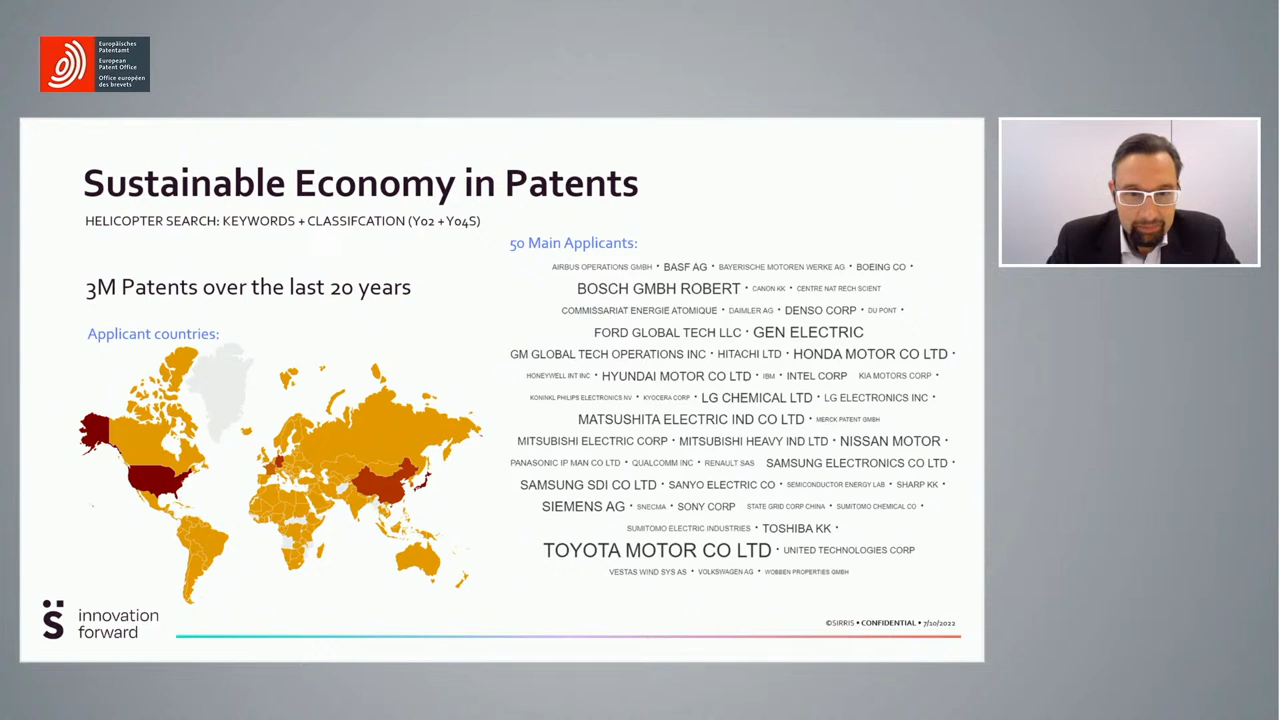 Europäisches
Patentamt
European
Patent Office
Office européen
des brevets
Sustainable Economy in Patents
HELICOPTER SEARCH: KEYWORDS + CLASSIFCATION (Y02 + Y04S)
3M Patents over the last 20 years
Applicant countries:
50 Main Applicants:
AIRBUS OPERATIONS GMBH • BASF AG • BAYERISCHE MOTOREN WERKE AG • BOEING CO •
BOSCH GMBH ROBERT • CANON KK • CENTRE NAT RECH SCIENT
COMMISSARIAT ENERGIE ATOMIQUE • DAIMLER AG • DENSO CORP • DU PONT •
FORD GLOBAL TECH LLC • GEN ELECTRIC
GM GLOBAL TECH OPERATIONS INC • HITACHI LTD • HONDA MOTOR CO LTD •
HONEYWELL INT INC • HYUNDAI MOTOR CO LTD • IBM • INTEL CORP • KIA MOTORS CORP •
KONINKL PHILIPS ELECTRONICS NV • KYOCERA CORP • LG CHEMICAL LTD • LG ELECTRONICS INC •
MATSUSHITA ELECTRIC IND CO LTD • MERCK PATENT GMBH
MITSUBISHI ELECTRIC CORP • MITSUBISHI HEAVY IND LTD • NISSAN MOTOR •
PANASONIC IP MAN CO LTD • QUALCOMM INC • RENAULT SAS • SAMSUNG ELECTRONICS CO LTD •
SAMSUNG SDI CO LTD • SANYO ELECTRIC CO • SEMICONDUCTOR ENERGY LAB • SHARP KK •
SIEMENS AG • SNECMA • SONY CORP • STATE GRID CORP CHINA • SUMITOMO CHEMICAL CO •
SUMITOMO ELECTRIC INDUSTRIES • TOSHIBA KK •
TOYOTA MOTOR CO LTD • UNITED TECHNOLOGIES CORP
VESTAS WIND SYS AS • VOLKSWAGEN AG • WOBBEN PROPERTIES GMBH
innovation
forward
©SIRRIS • CONFIDENTIAL • 7/10/2022